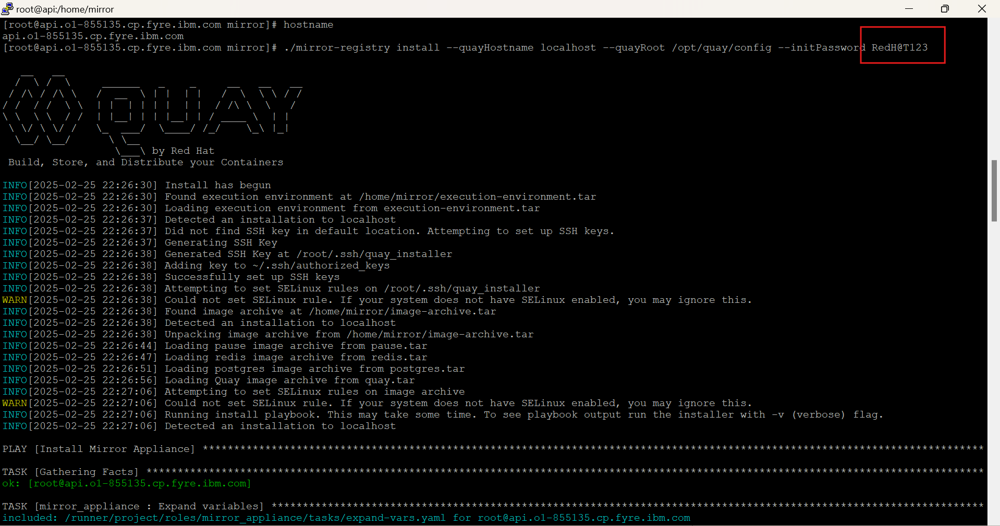 root@api:/home/mirror
[root@api.o1-855135.cp.fyre.ibm.com mirror]# hostname
api.o1-855135.cp.fyre.ibm.com
[root@api.o1-855135.cp.fyre.ibm.com mirror]# ./mirror-registry install --quayHostname localhost --quayRoot /opt/quay/config --initPassword RedH@T123
QUAY
by Red Hat
Build, Store, and Distribute your Containers
INFO[2025-02-25 22:26:30] Install has begun
INFO[2025-02-25 22:26:30] Found execution environment at /home/mirror/execution-environment.tar
INFO[2025-02-25 22:26:30] Loading execution environment from execution-environment.tar
INFO[2025-02-25 22:26:37] Detected an installation to localhost
INFO[2025-02-25 22:26:37] Did not find SSH key in default location. Attempting to set up SSH keys.
INFO[2025-02-25 22:26:37] Generating SSH Key
INFO[2025-02-25 22:26:38] Generated SSH Key at /root/.ssh/quay_installer
INFO[2025-02-25 22:26:38] Adding key to ~/.ssh/authorized_keys
INFO[2025-02-25 22:26:38] Successfully set up SSH keys
INFO[2025-02-25 22:26:38] Attempting to set SELinux rules on /root/.ssh/quay_installer
WARN[2025-02-25 22:26:38] Could not set SELinux rule. If your system does not have SELinux enabled, you may ignore this.
INFO[2025-02-25 22:26:38] Found image archive at /home/mirror/image-archive.tar
INFO[2025-02-25 22:26:38] Detected an installation to localhost
INFO[2025-02-25 22:26:38] Unpacking image archive from /home/mirror/image-archive.tar
INFO[2025-02-25 22:26:44] Loading pause image archive from pause.tar
INFO[2025-02-25 22:26:47] Loading redis image archive from redis.tar
INFO[2025-02-25 22:26:51] Loading postgres image archive from postgres.tar
INFO[2025-02-25 22:26:56] Loading Quay image archive from quay.tar
INFO[2025-02-25 22:27:06] Attempting to set SELinux rules on image archive
WARN[2025-02-25 22:27:06] Could not set SELinux rule. If your system does not have SELinux enabled, you may ignore this.
INFO[2025-02-25 22:27:06] Running install playbook. This may take some time. To see playbook output run the installer with -v (verbose) flag.
INFO[2025-02-25 22:27:06] Detected an installation to localhost
PLAY [Install Mirror Appliance] *****************************************************************************************************************************
TASK [Gathering Facts] **************************************************************************************************************************************
ok: [root@api.o1-855135.cp.fyre.ibm.com]
TASK [mirror_appliance : Expand variables] ******************************************************************************************************************
included: /runner/project/roles/mirror_appliance/tasks/expand-vars.yaml for root@api.o1-855135.cp.fyre.ibm.com